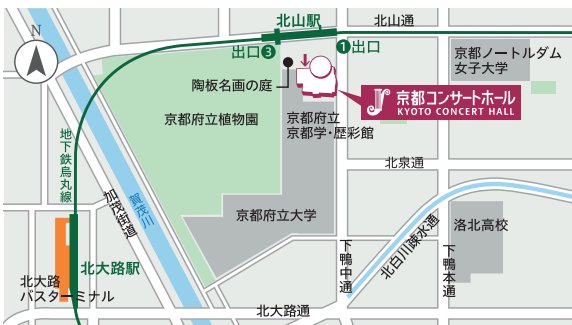 N
北山駅
北山通
出口3
1出口
京都ノートルダム
女子大学
陶板名画の庭
京都コンサートホール
KYOTO CONCERT HALL
京都府立植物園
京都府立
京都学・歴彩館
地下鉄烏丸線
北泉通
加茂街道
賀茂川
京都府立大学
北白川疎水通
洛北高校
下鴨中通
下鴨本通
北大路駅
北大路
バスターミナル
北大路通